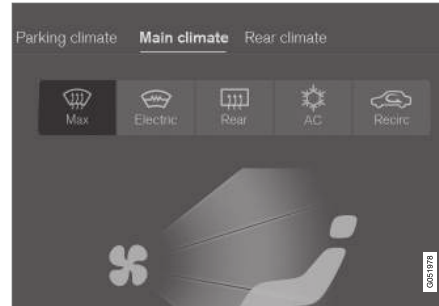 Parking climate Main climate Rear climate
Max Electric Rear AC Recirc
G051978